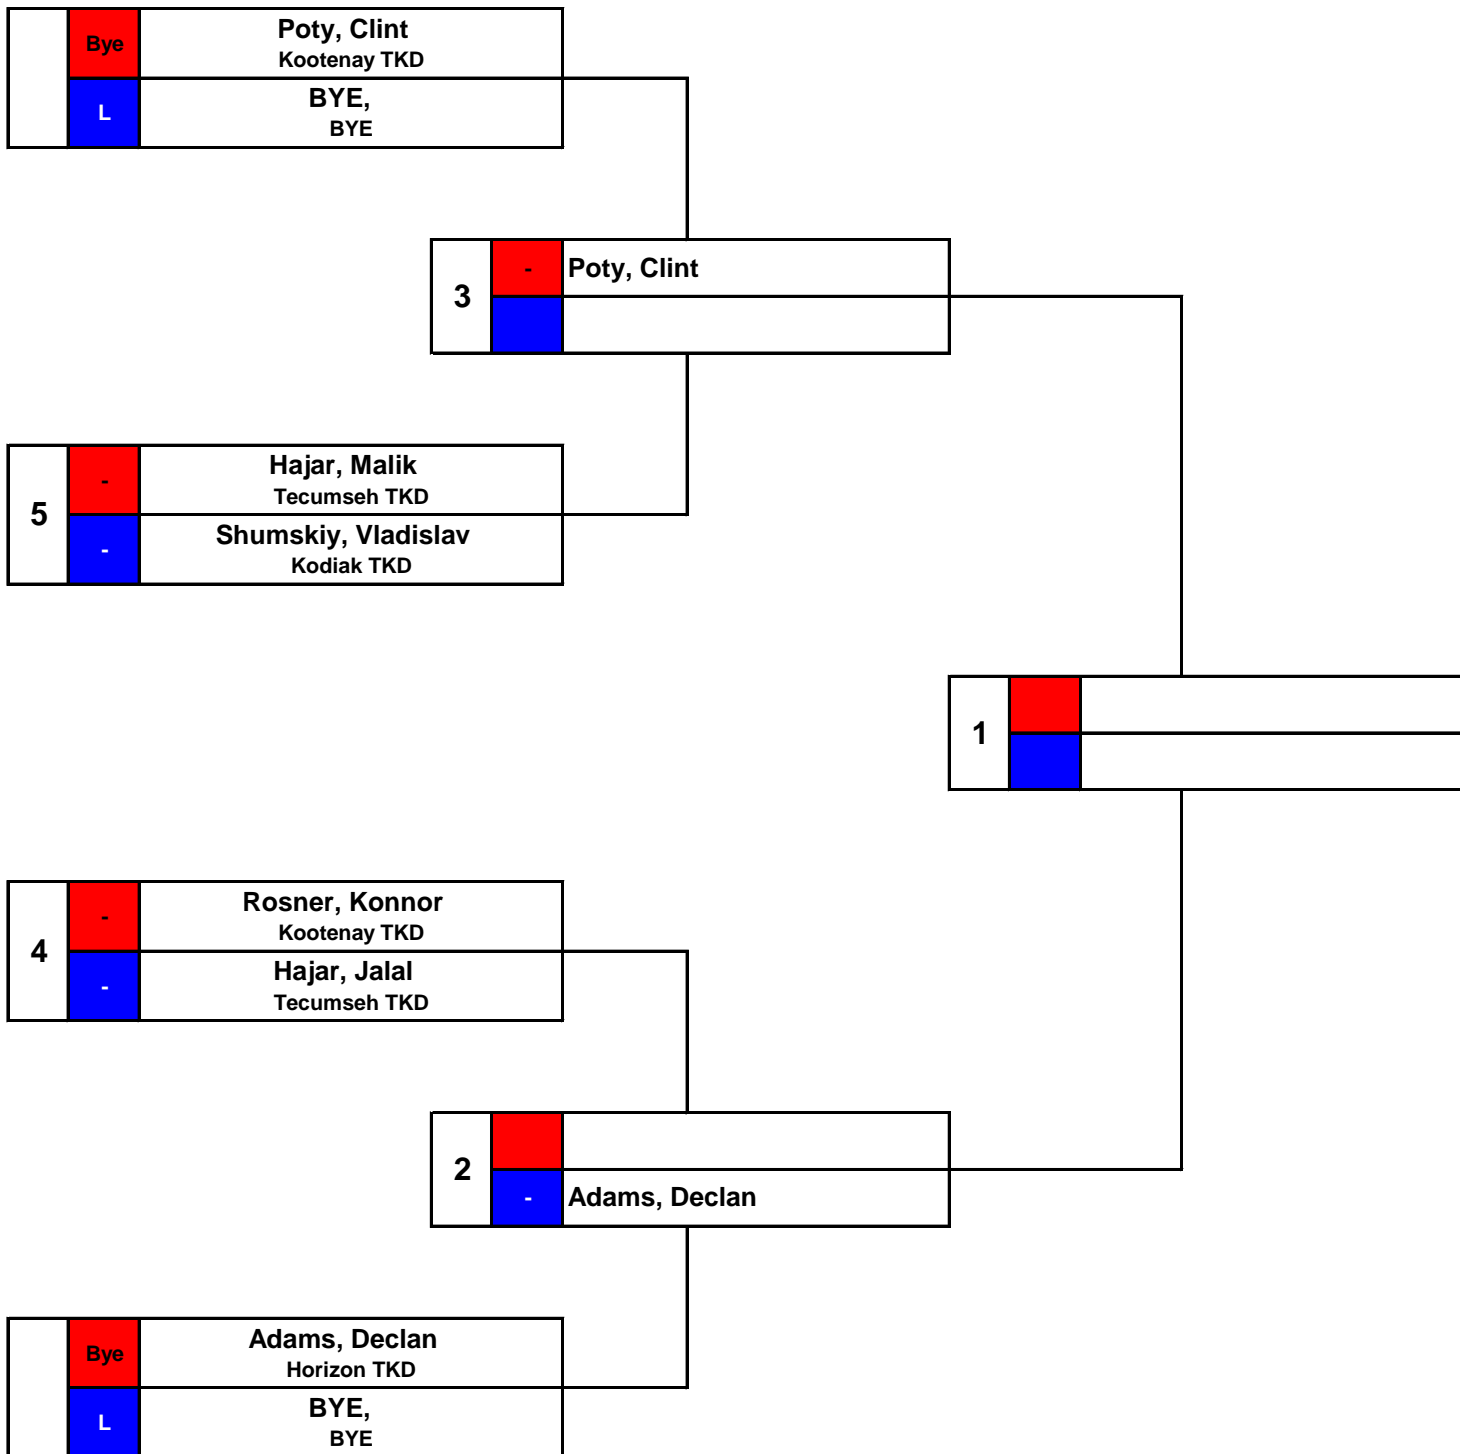 Bye
Poty, Clint
Kootenay TKD
L
BYE,
BYE
3
-
Poty, Clint
5
-
Hajar, Malik
Tecumseh TKD
-
Shumskiy, Vladislav
Kodiak TKD
1
4
-
Rosner, Konnor
Kootenay TKD
-
Hajar, Jalal
Tecumseh TKD
2
-
Adams, Declan
Bye
Adams, Declan
Horizon TKD
L
BYE,
BYE